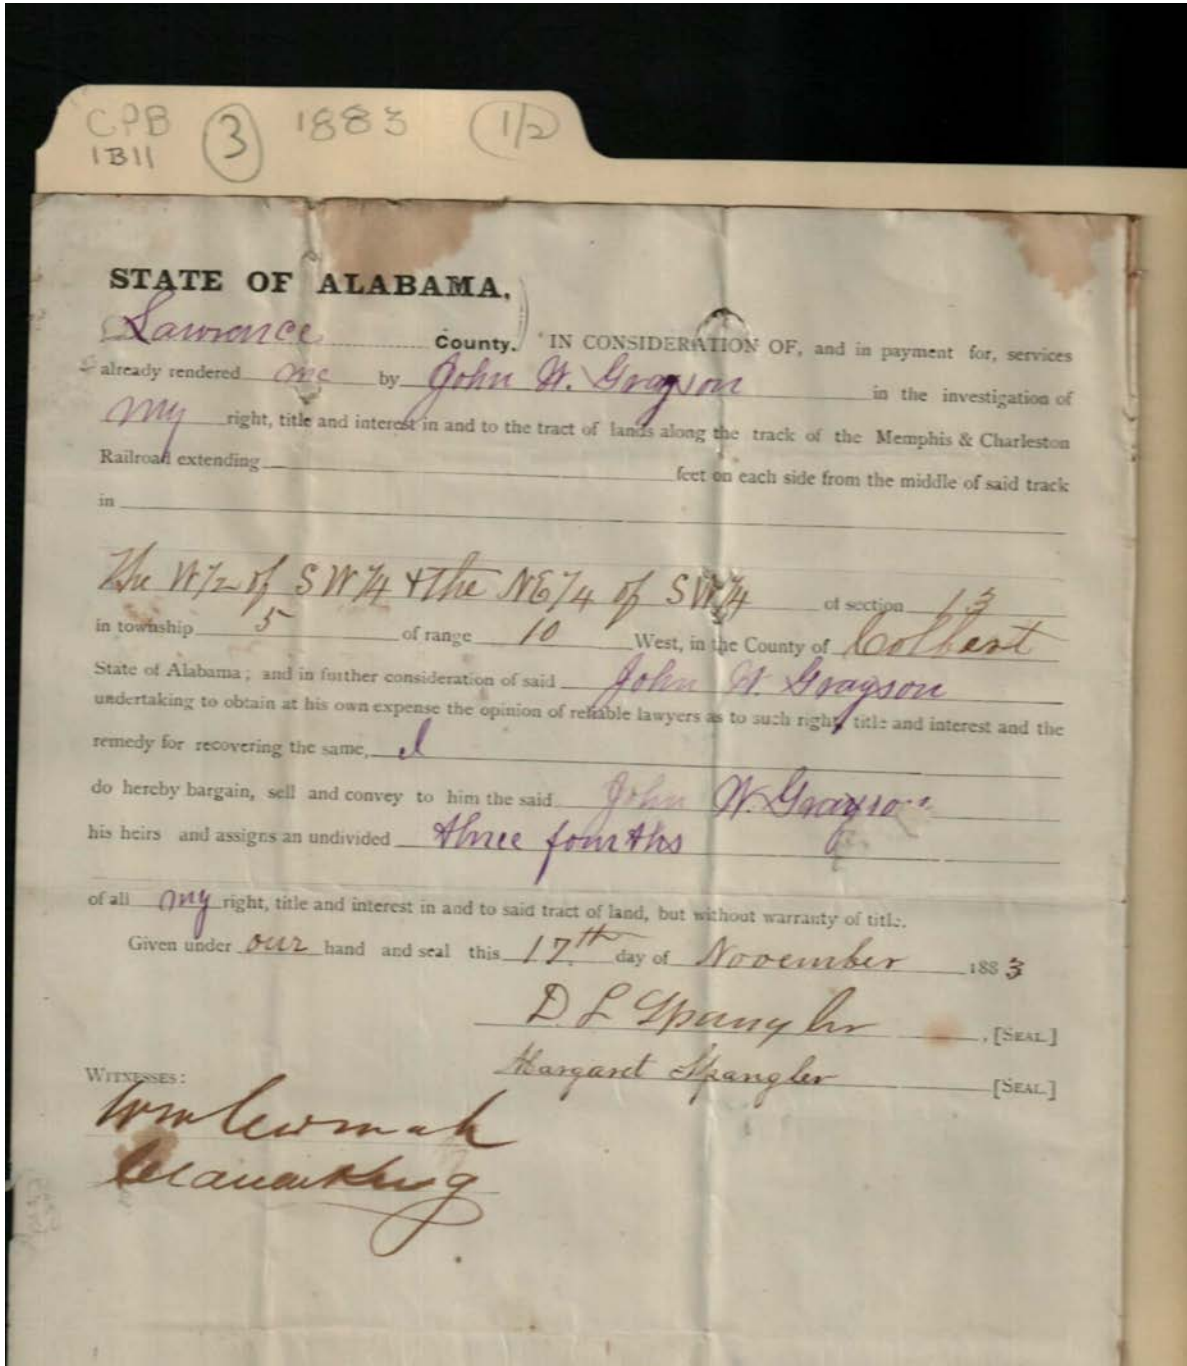 CPB 3 1883 1/2
1B11
STATE OF ALABAMA,
Lawrence County. IN CONSIDERATION OF, and in payment for, services
already rendered me by John W. Grayson in the investigation of
my right, title and interest in and to the tract of lands along the track of the Memphis & Charleston
Railroad extending feet on each side from the middle of said track
in
The W/2 of SW/4 & the NE/4 of SW/4 of section 13
in township 5 of range 10 West, in the County of Colbert
State of Alabama; and in further consideration of said John W. Grayson
undertaking to obtain at his own expense the opinion of reliable lawyers as to such right, title and interest and the
remedy for recovering the same, I
do hereby bargain, sell and convey to him the said John W. Grayson
his heirs and assigns an undivided three fourths
of all my right, title and interest in and to said tract of land, but without warranty of title.
Given under our hand and seal this 17th day of November 1883
D. L. Spangler, [SEAL.]
Margaret Spangler [SEAL.]
WITNESSES:
Wm